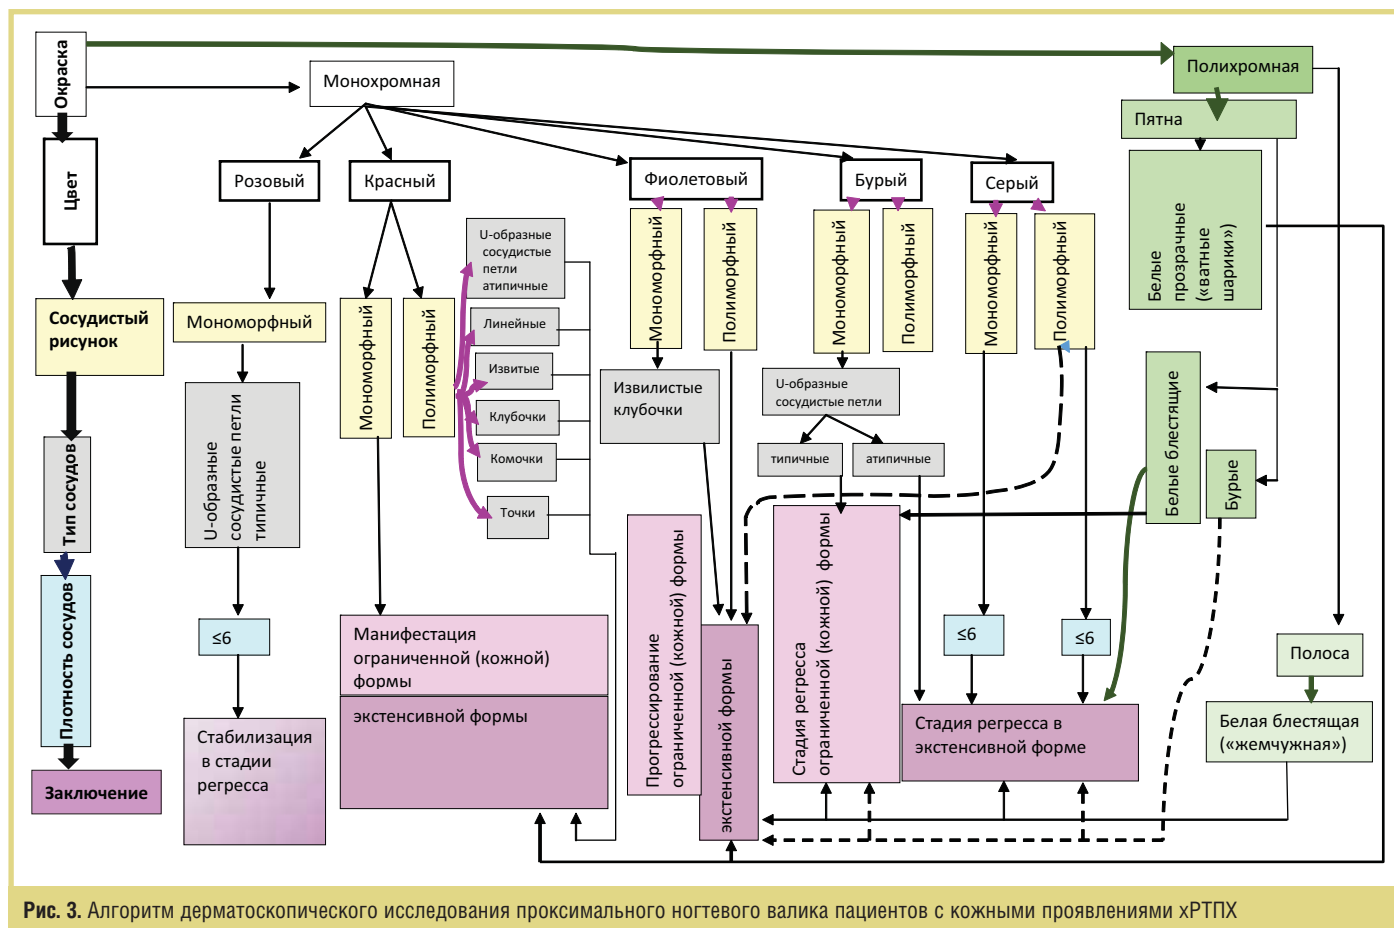 Окраска
Цвет
Сосудистый
рисунок
Тип сосудов
Плотность сосудов
Заключение
Монохромная
Полихромная
Розовый
Красный
Фиолетовый
Бурый
Серый
Пятна
Белые
прозрачные
(«ватные
шарики»)
Мономорфный
Мономорфный
Полиморфный
Мономорфный
Полиморфный
Мономорфный
Полиморфный
Мономорфный
Полиморфный
U-образные
сосудистые
петли
атипичные
Линейные
Извитые
Клубочки
Комочки
Точки
U-образные
сосудистые петли
типичные
Извилистые
клубочки
U-образные
сосудистые петли
типичные
атипичные
Белые блестящие
Бурые
≤6
≤6
≤6
Полоса
Белая блестящая
(«жемчужная»)
Стабилизация
в стадии
регресса
Манифестация
ограниченной (кожной)
формы
экстенсивной формы
Прогрессирование
ограниченной (кожной) формы
экстенсивной формы
Стадия регресса
ограниченной (кожной) формы
Стадия регресса в
экстенсивной форме
Рис. 3. Алгоритм дерматоскопического исследования проксимального ногтевого валика пациентов с кожными проявлениями хРТПХ